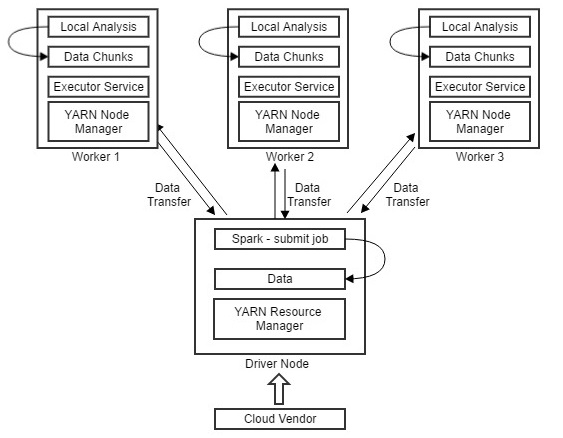 Local Analysis
Data Chunks
Executor Service
YARN Node
Manager
Worker 1
Local Analysis
Data Chunks
Executor Service
YARN Node
Manager
Worker 2
Local Analysis
Data Chunks
Executor Service
YARN Node
Manager
Worker 3
Data
Transfer
Data
Transfer
Data
Transfer
Spark - submit job
Data
YARN Resource
Manager
Driver Node
Cloud Vendor